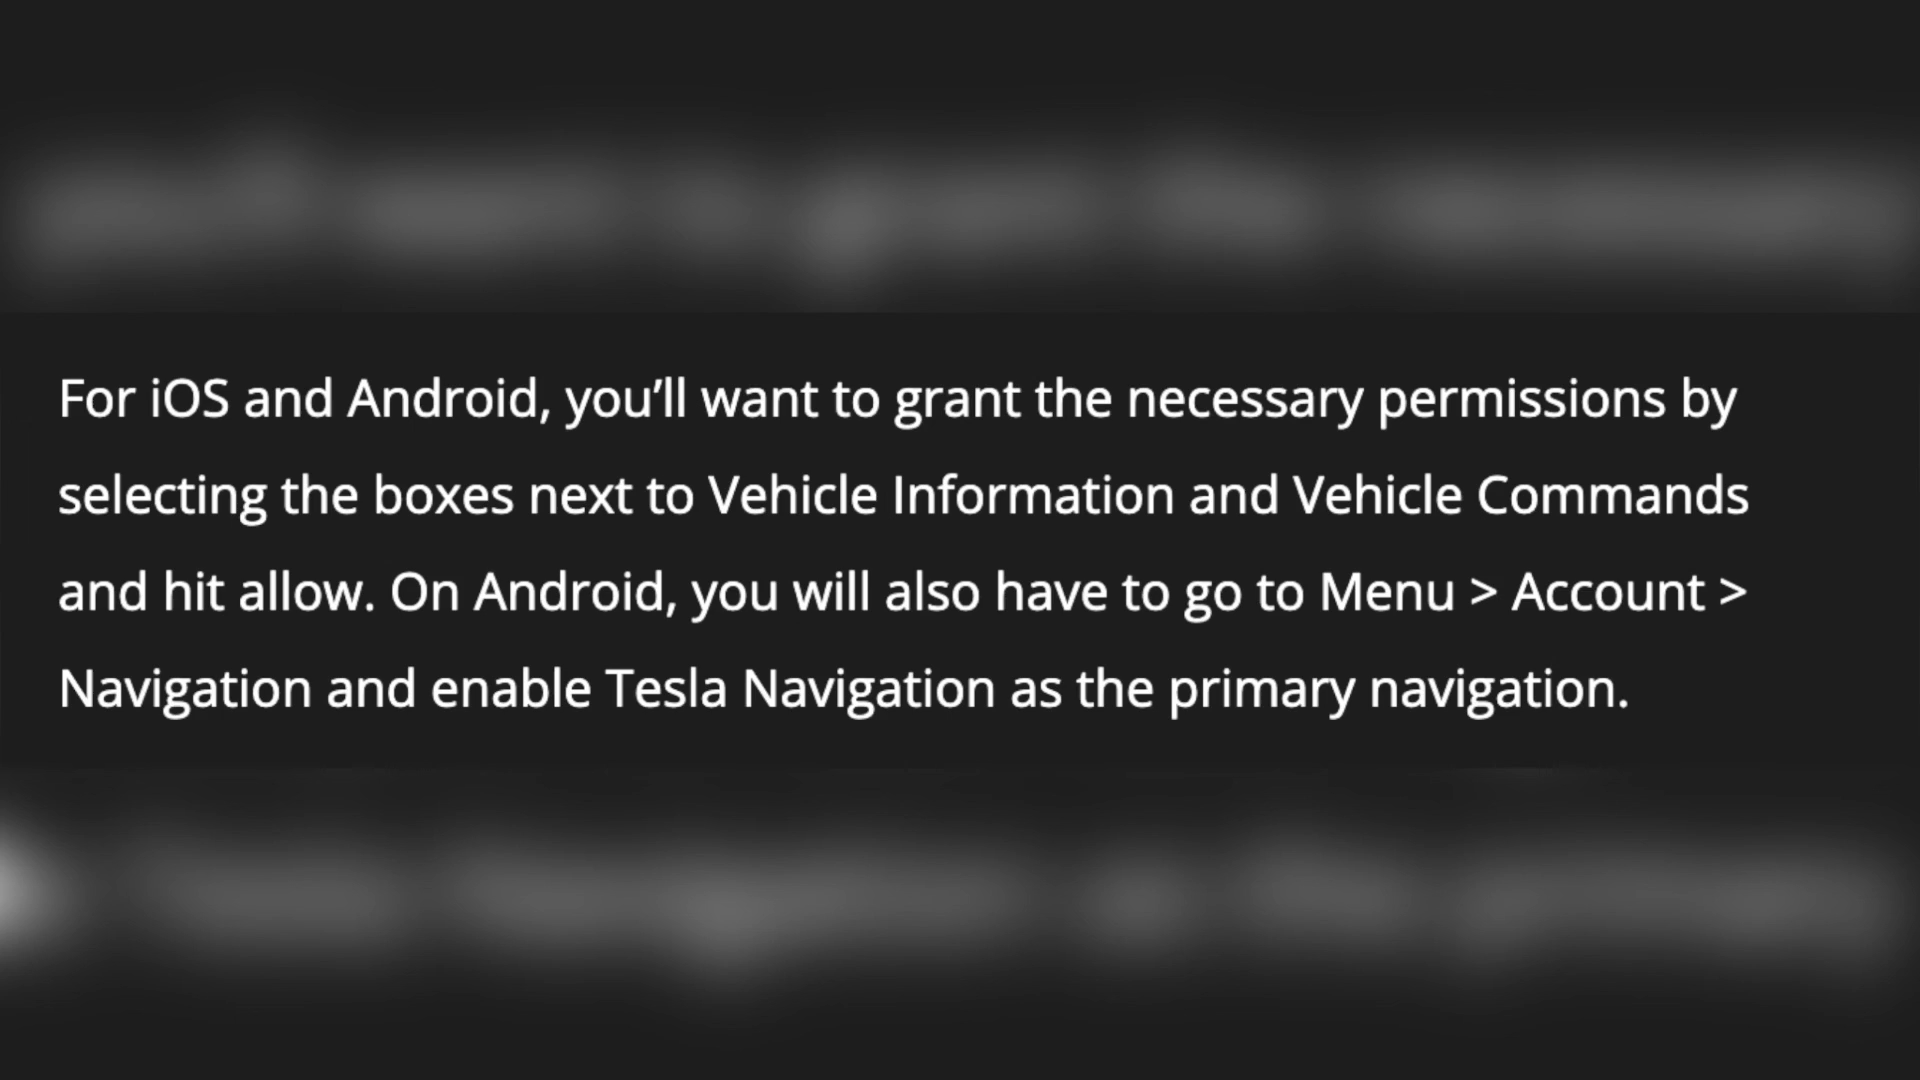 For iOS and Android, you’ll want to grant the necessary permissions by
selecting the boxes next to Vehicle Information and Vehicle Commands
and hit allow. On Android, you will also have to go to Menu > Account >
Navigation and enable Tesla Navigation as the primary navigation.